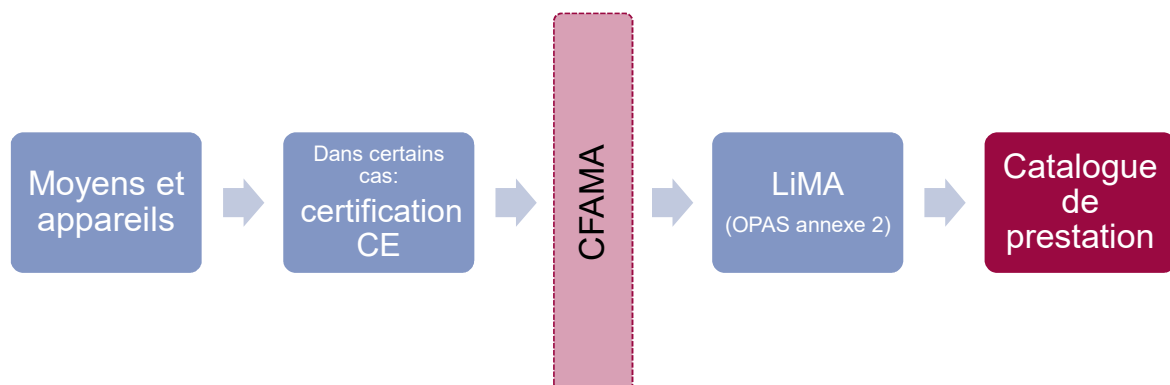 Moyens et
appareils
Dans certains
cas:
certification
CE
CFAMA
LiMA
(OPAS annexe 2)
Catalogue
de
prestation